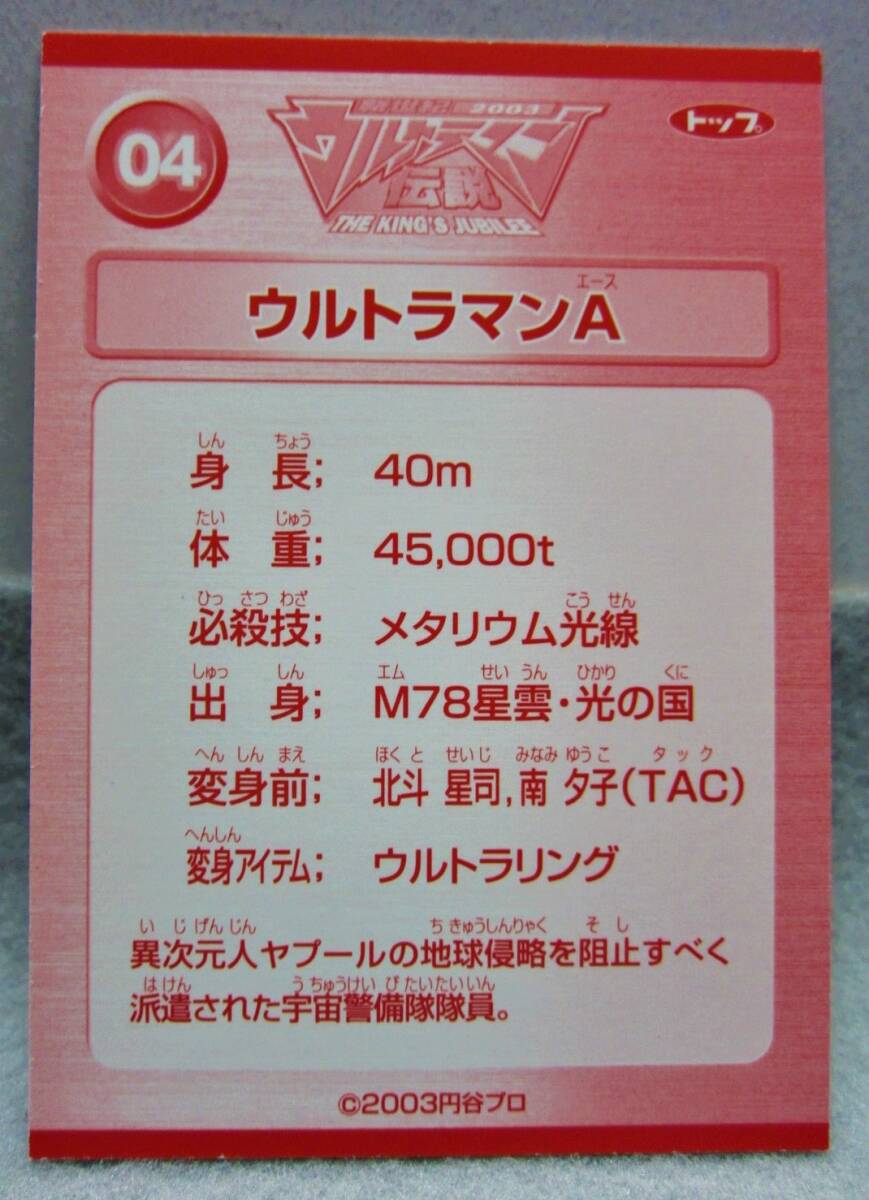 04
2003
ウルトラマン
伝説
THE KING'S JUBILEE
トップ。
エース
ウルトラマンA
しん ちょう
身 長; 40m
たい じゅう
体 重; 45,000t
ひっ さつ わざ こう せん
必殺技; メタリウム光線
しゅっ しん エム せい うん ひかり くに
出 身; M78星雲・光の国
へん しん まえ ほく と せい じ みなみ ゆう こ タック
変身前; 北斗 星司,南 夕子(TAC)
へんしん
変身アイテム; ウルトラリング
い じ げん じん ち きゅう しん りゃく そ し
異次元人ヤプールの地球侵略を阻止すべく
は けん う ちゅう けい び たい たい いん
派遣された宇宙警備隊隊員。
©2003円谷プロ